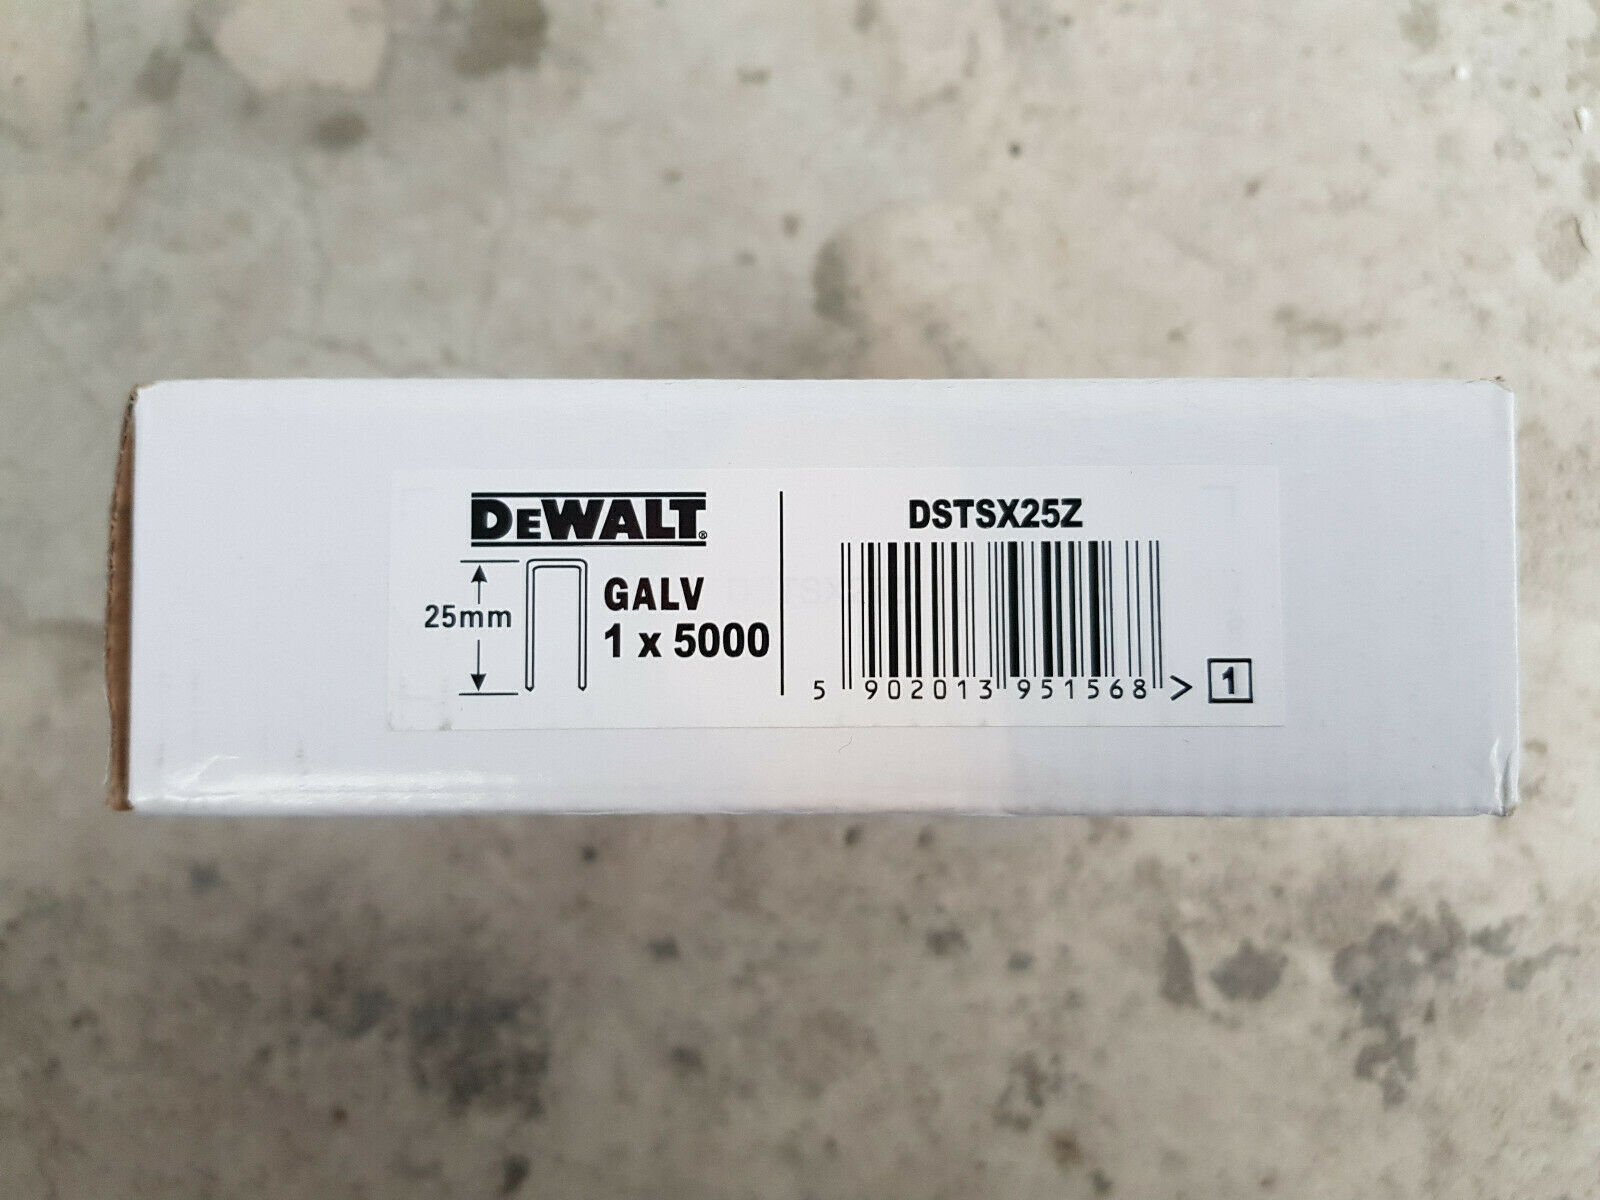 DEWALT®
25mm
GALV
1 x 5000
DSTSX25Z
5 902013 951568 >
1